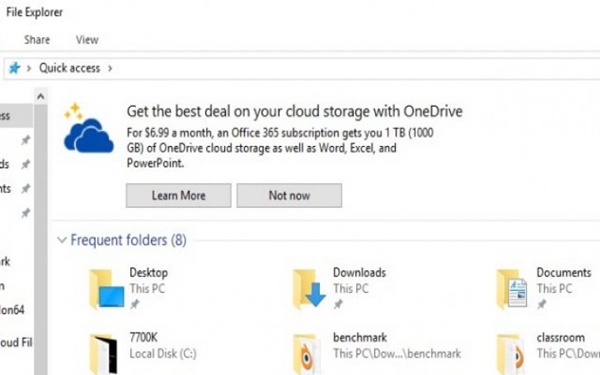 File Explorer
Share View
Quick access
ess
ds
nts
Get the best deal on your cloud storage with OneDrive
For $6.99 a month, an Office 365 subscription gets you 1 TB (1000
GB) of OneDrive cloud storage as well as Word, Excel, and
PowerPoint.
Learn More Not now
Frequent folders (8)
Desktop
This PC
Downloads
This PC
Documents
This PC
rk
n
on64
oud Fil
7700K
Local Disk (C:)
benchmark
This PC\Dow...\benchmark
classroom
This PC\Dow...\classroom